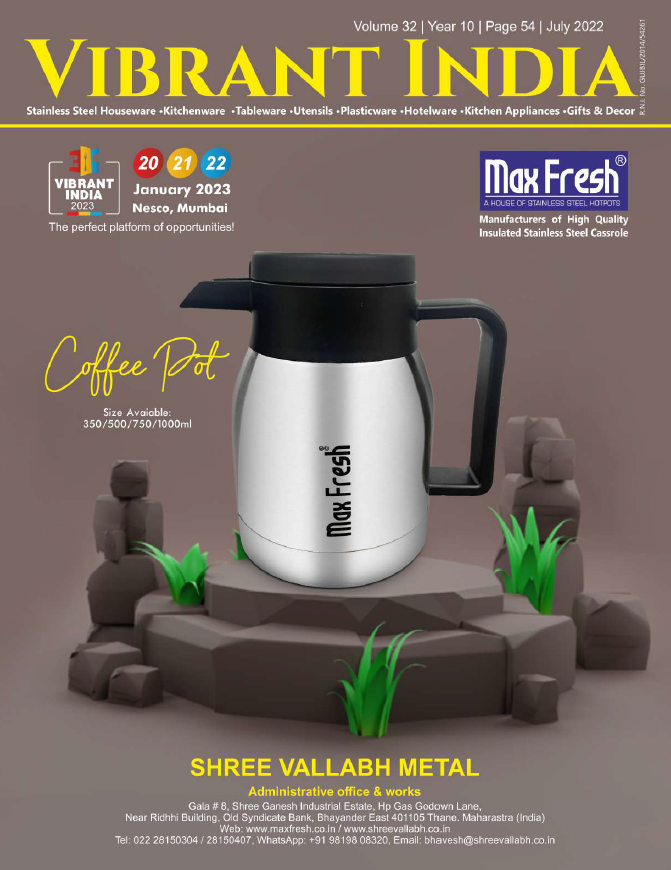 Volume 32 | Year 10 | Page 54 | July 2022
VIBRANT INDIA
R.N.I. No. GUJBIL/2014/54261
Stainless Steel Houseware •Kitchenware •Tableware •Utensils •Plasticware •Hotelware •Kitchen Appliances •Gifts & Decor
VIBRANT
INDIA
2023
20 21 22
January 2023
Nesco, Mumbai
The perfect platform of opportunities!
Max Fresh®
A HOUSE OF STAINLESS STEEL HOTPOTS
Manufacturers of High Quality
Insulated Stainless Steel Cassrole
Coffee Pot
Size Avaiable:
350/500/750/1000ml
Max Fresh®
SHREE VALLABH METAL
Administrative office & works
Gala # 8, Shree Ganesh Industrial Estate, Hp Gas Godown Lane,
Near Ridhhi Building, Old Syndicate Bank, Bhayander East 401105 Thane. Maharastra (India)
Web: www.maxfresh.co.in / www.shreevallabh.co.in
Tel: 022 28150304 / 28150407, WhatsApp: +91 98198 08320, Email: bhavesh@shreevallabh.co.in